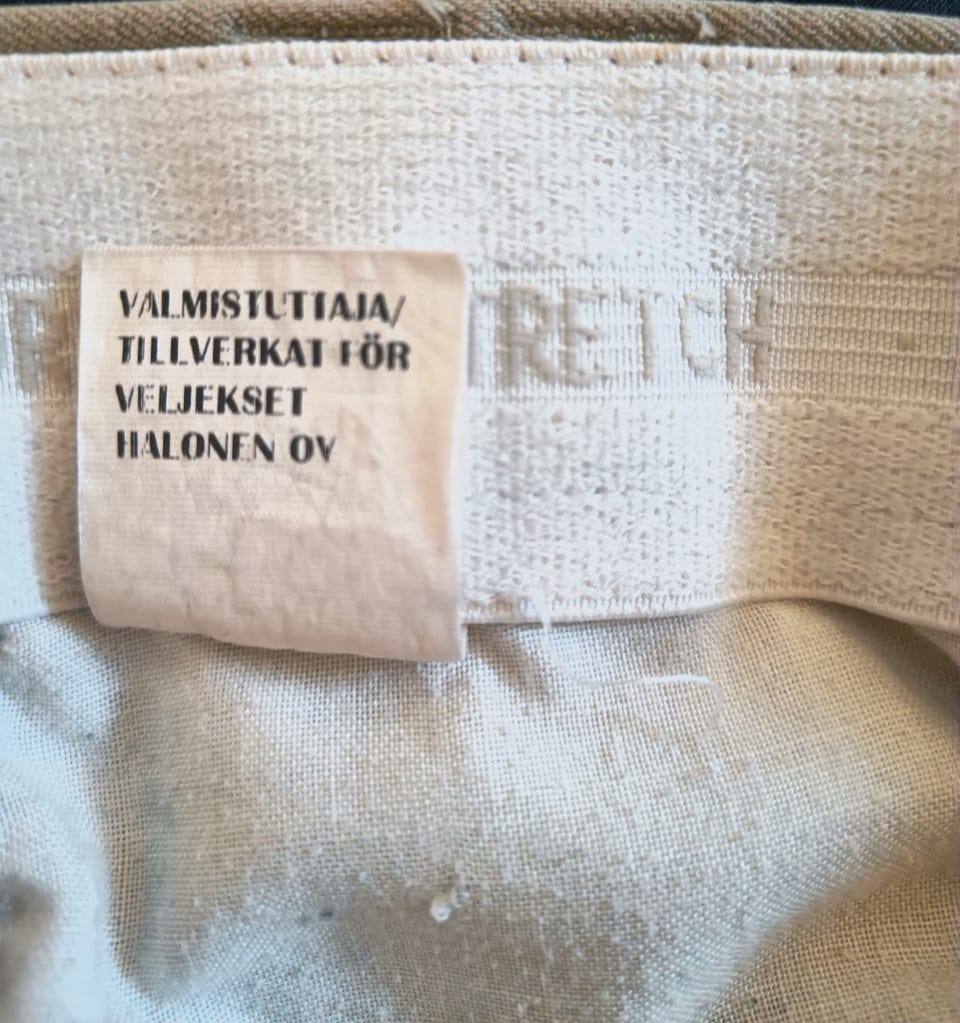 VALMISTUTTAJA/
TILLVERKAT FÖR
VELJEKSET
HALONEN OY